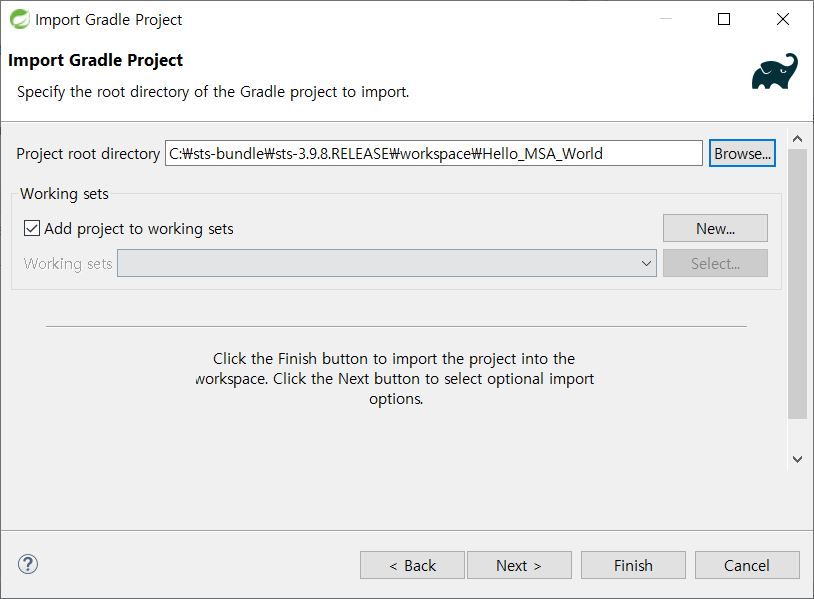 Import Gradle Project
Import Gradle Project
Specify the root directory of the Gradle project to import.
Project root directory C:₩sts-bundle₩sts-3.9.8.RELEASE₩workspace₩Hello_MSA_World Browse...
Working sets
Add project to working sets New...
Working sets Select...
Click the Finish button to import the project into the
workspace. Click the Next button to select optional import
options.
? < Back Next > Finish Cancel